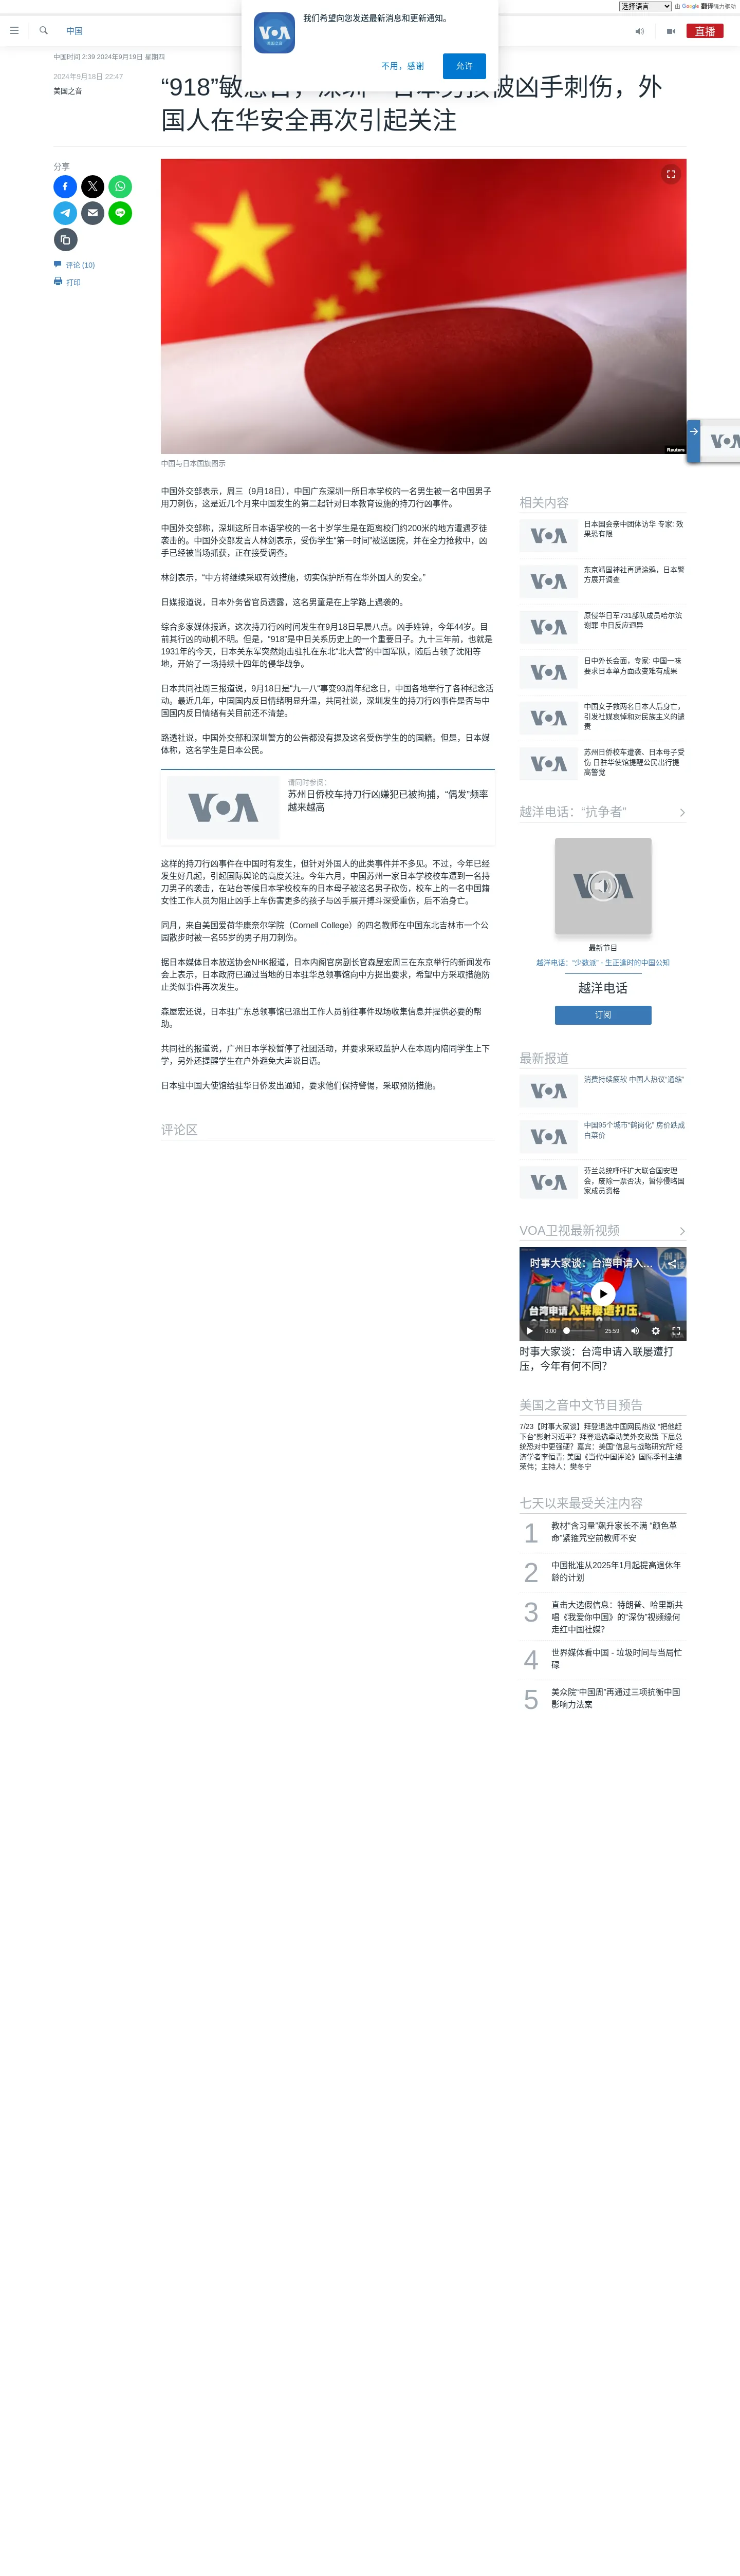 选择语言
由 Google 翻译强力驱动
我们希望向您发送最新消息和更新通知。
不用，感谢
允许
中国
直播
中国时间 2:39 2024年9月19日 星期四
2024年9月18日 22:47
美国之音
国人在华安全再次引起关注
分享
评论 (10)
打印
Reuters
中国与日本国旗图示
中国外交部表示，周三（9月18日），中国广东深圳一所日本学校的一名男生被一名中国男子
用刀刺伤，这是近几个月来中国发生的第二起针对日本教育设施的持刀行凶事件。
中国外交部称，深圳这所日本语学校的一名十岁学生是在距离校门约200米的地方遭遇歹徒
袭击的。中国外交部发言人林剑表示，受伤学生“第一时间”被送医院，并在全力抢救中，凶
手已经被当场抓获，正在接受调查。
林剑表示，“中方将继续采取有效措施，切实保护所有在华外国人的安全。”
日媒报道说，日本外务省官员透露，这名男童是在上学路上遇袭的。
综合多家媒体报道，这次持刀行凶时间发生在9月18日早晨八点。凶手姓钟，今年44岁。目
前其行凶的动机不明。但是，“918”是中日关系历史上的一个重要日子。九十三年前，也就是
1931年的今天，日本关东军突然炮击驻扎在东北“北大营”的中国军队，随后占领了沈阳等
地，开始了一场持续十四年的侵华战争。
日本共同社周三报道说，9月18日是“九一八“事变93周年纪念日，中国各地举行了各种纪念活
动。最近几年，中国国内反日情绪明显升温，共同社说，深圳发生的持刀行凶事件是否与中
国国内反日情绪有关目前还不清楚。
路透社说，中国外交部和深圳警方的公告都没有提及这名受伤学生的的国籍。但是，日本媒
体称，这名学生是日本公民。
请同时参阅：
苏州日侨校车持刀行凶嫌犯已被拘捕，“偶发”频率
越来越高
这样的持刀行凶事件在中国时有发生，但针对外国人的此类事件并不多见。不过，今年已经
发生好几起，引起国际舆论的高度关注。今年六月，中国苏州一家日本学校校车遭到一名持
刀男子的袭击，在站台等候日本学校校车的日本母子被这名男子砍伤，校车上的一名中国籍
女性工作人员为阻止凶手上车伤害更多的孩子与凶手展开搏斗深受重伤，后不治身亡。
同月，来自美国爱荷华康奈尔学院（Cornell College）的四名教师在中国东北吉林市一个公
园散步时被一名55岁的男子用刀刺伤。
据日本媒体日本放送协会NHK报道，日本内阁官房副长官森屋宏周三在东京举行的新闻发布
会上表示，日本政府已通过当地的日本驻华总领事馆向中方提出要求，希望中方采取措施防
止类似事件再次发生。
森屋宏还说，日本驻广东总领事馆已派出工作人员前往事件现场收集信息并提供必要的帮
助。
共同社的报道说，广州日本学校暂停了社团活动，并要求采取监护人在本周内陪同学生上下
学，另外还提醒学生在户外避免大声说日语。
日本驻中国大使馆给驻华日侨发出通知，要求他们保持警惕，采取预防措施。
评论区
相关内容
日本国会亲中团体访华 专家: 效
果恐有限
东京靖国神社再遭涂鸦，日本警
方展开调查
原侵华日军731部队成员哈尔滨
谢罪 中日反应迥异
日中外长会面，专家: 中国一味
要求日本单方面改变难有成果
中国女子救两名日本人后身亡，
引发社媒哀悼和对民族主义的谴
责
苏州日侨校车遭袭、日本母子受
伤 日驻华使馆提醒公民出行提
高警觉
越洋电话：“抗争者”
最新节目
越洋电话：“少数派” - 生正逢时的中国公知
越洋电话
订阅
最新报道
消费持续疲软 中国人热议“通缩”
中国95个城市“鹤岗化” 房价跌成
白菜价
芬兰总统呼吁扩大联合国安理
会，废除一票否决，暂停侵略国
家成员资格
VOA卫视最新视频
时事大家谈：台湾申请入…
台湾申请入联屡遭打压,
0:00
25:59
时事大家谈：台湾申请入联屡遭打
压，今年有何不同？
美国之音中文节目预告
7/23【时事大家谈】拜登退选中国网民热议 “把他赶
下台”影射习近平？拜登退选牵动美外交政策 下届总
统恐对中更强硬？嘉宾：美国“信息与战略研究所”经
济学者李恒青; 美国《当代中国评论》国际季刊主编
荣伟；主持人：樊冬宁
七天以来最受关注内容
1
教材“含习量”飙升家长不满 “颜色革
命”紧箍咒空前教师不安
2
中国批准从2025年1月起提高退休年
龄的计划
3
直击大选假信息：特朗普、哈里斯共
唱《我爱你中国》的“深伪”视频缘何
走红中国社媒？
4
世界媒体看中国 - 垃圾时间与当局忙
碌
5
美众院“中国周”再通过三项抗衡中国
影响力法案